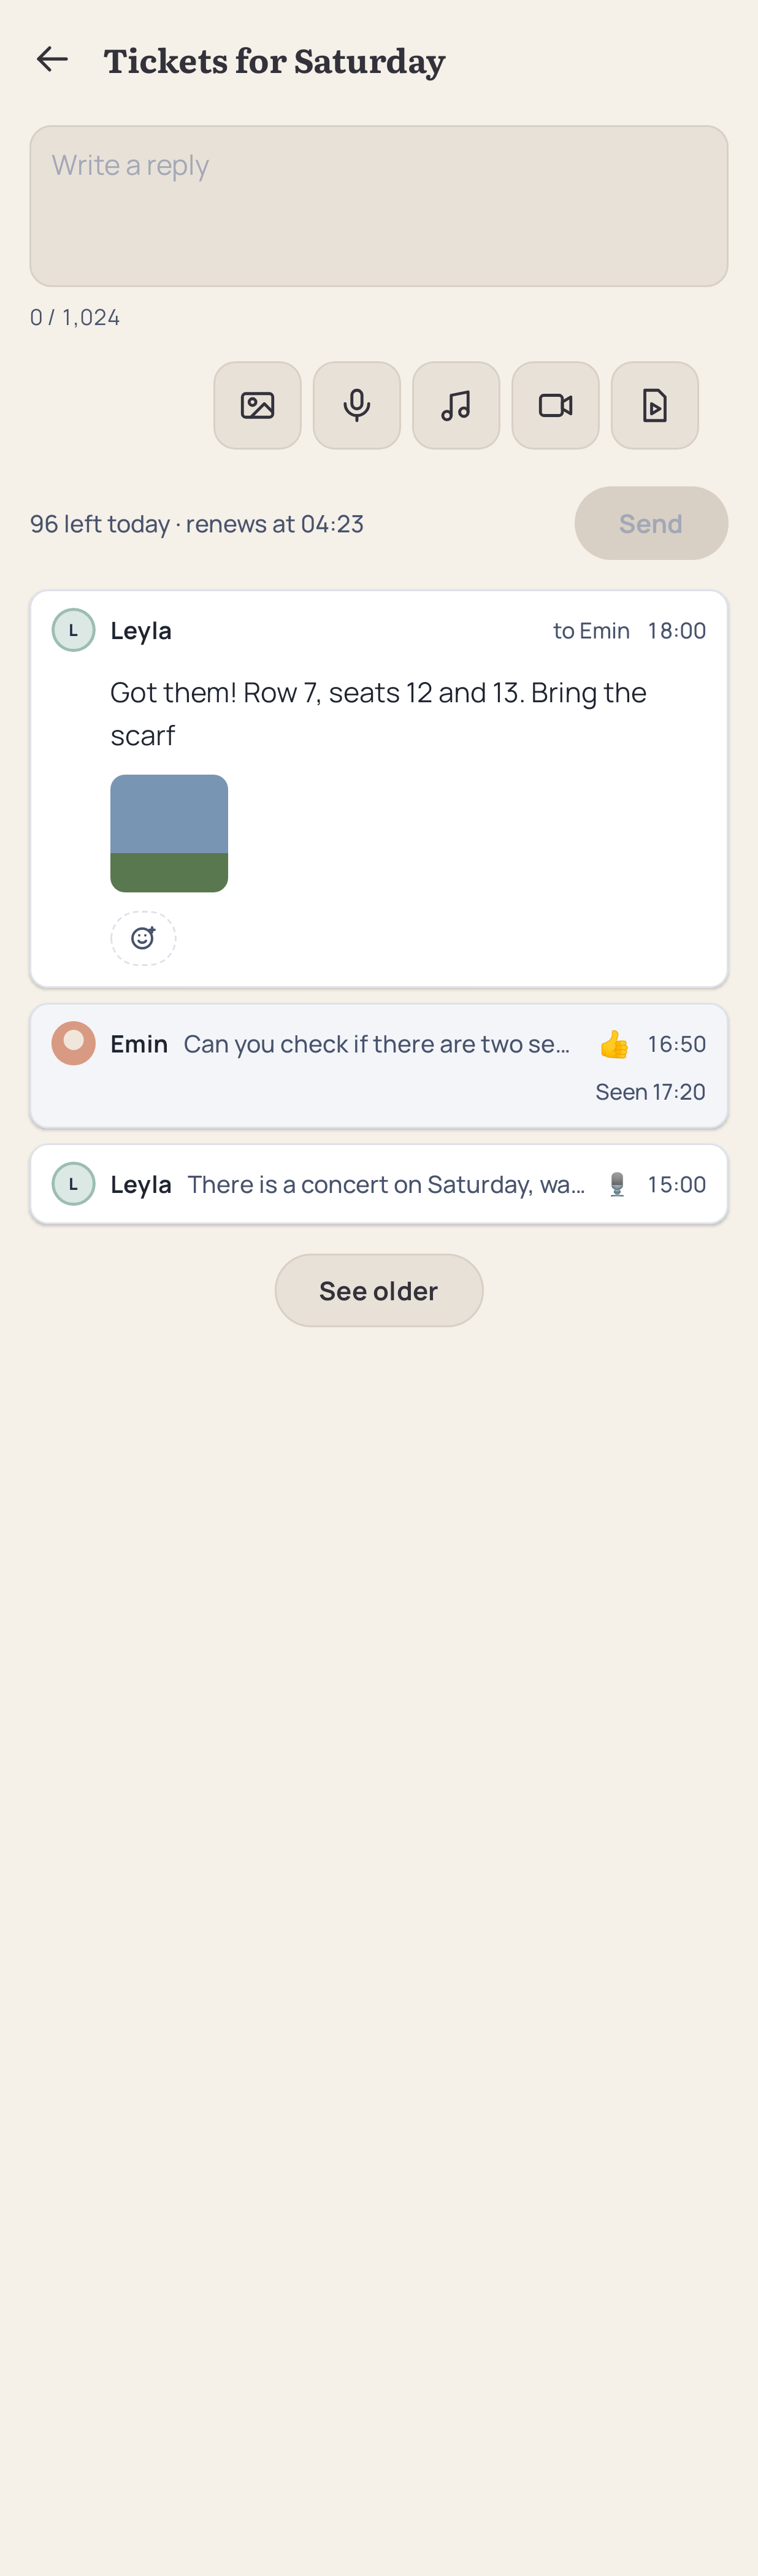 Tickets for Saturday
Write a reply
0 / 1,024
96 left today · renews at 04:23
Send
L
Leyla
to Emin 18:00
Got them! Row 7, seats 12 and 13. Bring the
scarf
Emin Can you check if there are two se... 👍 16:50
Seen 17:20
L
Leyla There is a concert on Saturday, wa... 15:00
See older